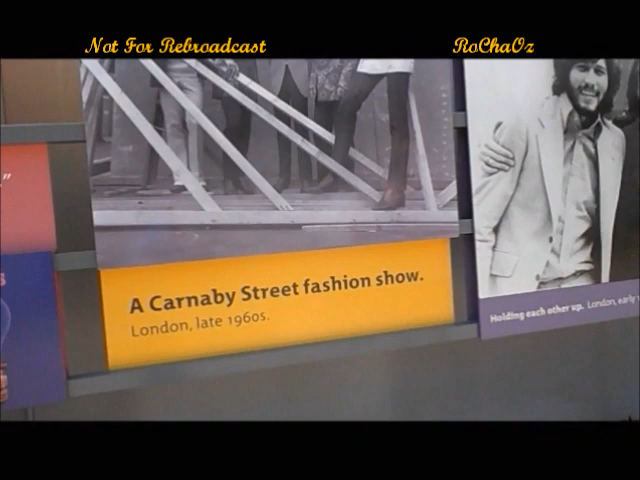 Not For Rebroadcast
RoChaOz
A Carnaby Street fashion show.
London, late 1960s.
Holding each other up. London, early